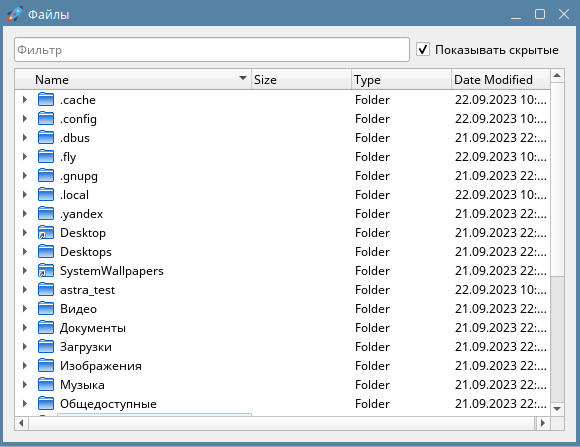 Файлы
Фильтр Показывать скрытые
Name Size Type Date Modified
.cache Folder 22.09.2023 10:...
.config Folder 22.09.2023 10:...
.dbus Folder 21.09.2023 22:...
.fly Folder 22.09.2023 10:...
.gnupg Folder 21.09.2023 22:...
.local Folder 22.09.2023 10:...
.yandex Folder 21.09.2023 22:...
Desktop Folder 21.09.2023 22:...
Desktops Folder 21.09.2023 22:...
SystemWallpapers Folder 21.09.2023 22:...
astra_test Folder 22.09.2023 10:...
Видео Folder 21.09.2023 22:...
Документы Folder 21.09.2023 22:...
Загрузки Folder 21.09.2023 22:...
Изображения Folder 21.09.2023 22:...
Музыка Folder 21.09.2023 22:...
Общедоступные Folder 21.09.2023 22:...